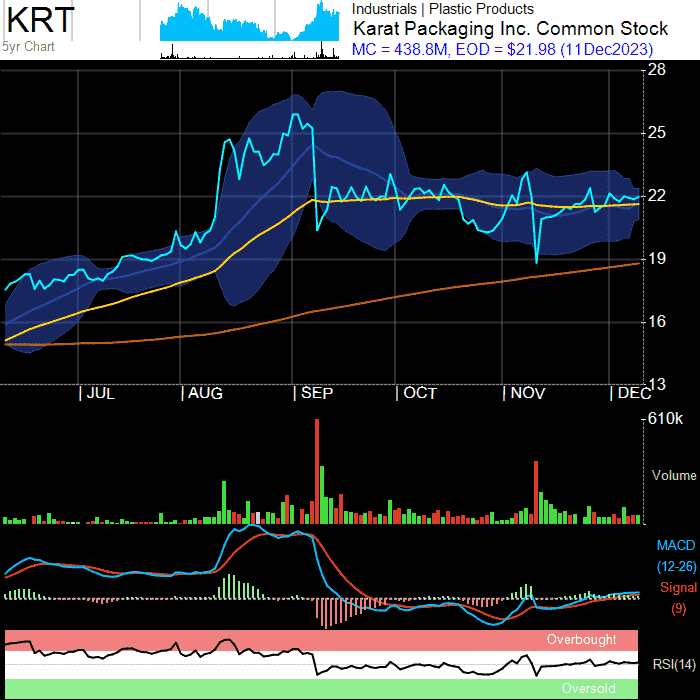 KRT
5yr Chart
Industrials | Plastic Products
Karat Packaging Inc. Common Stock
MC = 438.8M, EOD = $21.98 (11Dec2023)
28
25
22
19
16
13
| JUL | AUG | SEP | OCT | NOV | DEC
610k
Volume
MACD
(12-26)
Signal
(9)
Overbought
RSI(14)
Oversold